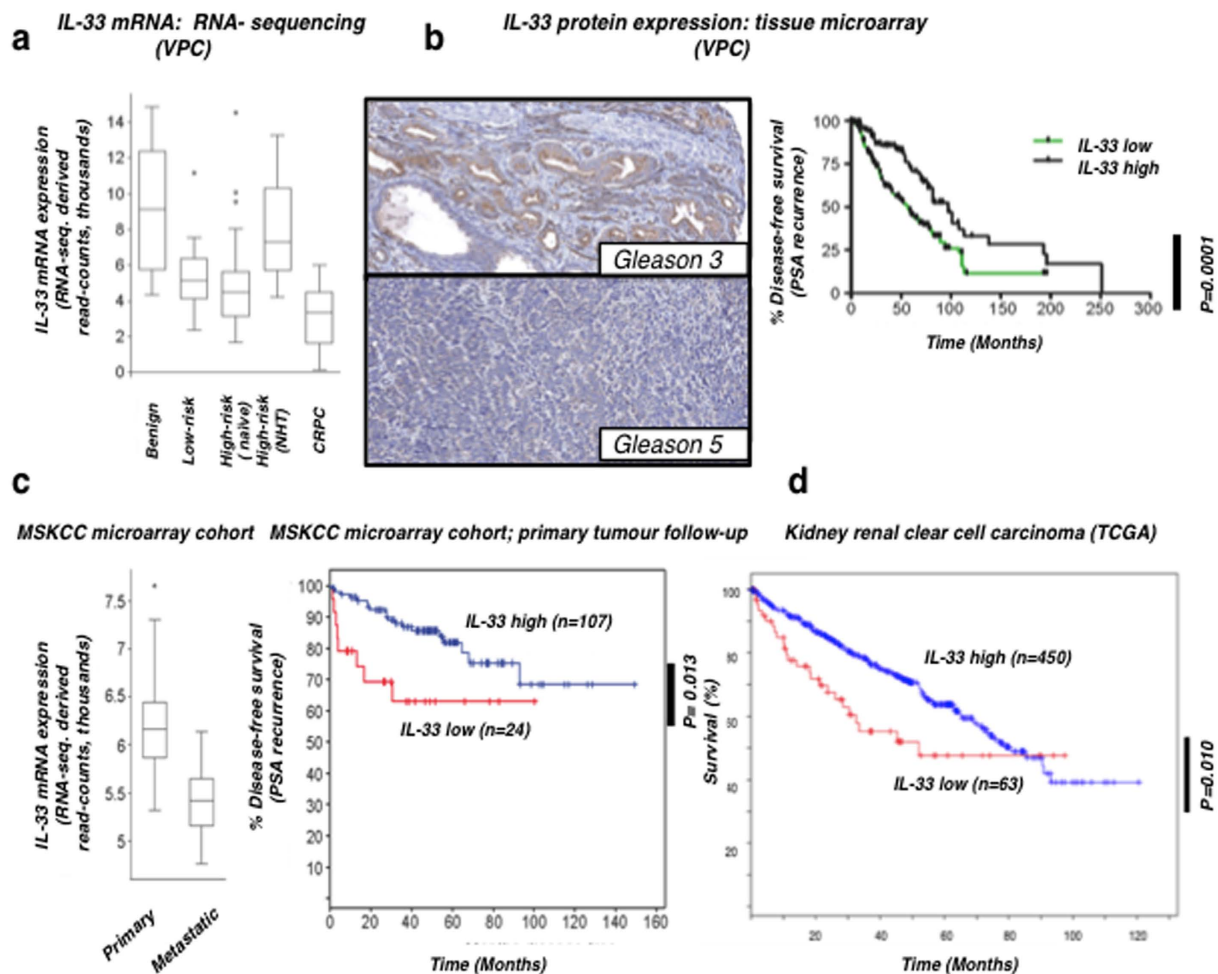 a
IL-33 mRNA: RNA- sequencing
(VPC)
IL-33 mRNA expression
(RNA-seq. derived
read-counts, thousands)
14
12
10
8
6
4
2
0
Benign
Low-risk
High-risk
( naïve)
High-risk
(NHT)
CRPC
b
IL-33 protein expression: tissue microarray
(VPC)
Gleason 3
Gleason 5
% Disease-free survival
(PSA recurrence)
100
75
50
25
0
0 50 100 150 200 250 300
Time (Months)
IL-33 low
IL-33 high
P=0.0001
c
MSKCC microarray cohort
IL-33 mRNA expression
(RNA-seq. derived
read-counts, thousands)
7.5
7
6.5
6
5.5
5
Primary
Metastatic
MSKCC microarray cohort; primary tumour follow-up
% Disease-free survival
(PSA recurrence)
100
90
80
70
60
50
40
30
20
10
0 20 40 60 80 100 120 140 160
Time (Months)
IL-33 high (n=107)
IL-33 low (n=24)
P= 0.013
d
Kidney renal clear cell carcinoma (TCGA)
Survival (%)
100
80
60
40
20
20 40 60 80 100 120
Time (Months)
IL-33 high (n=450)
IL-33 low (n=63)
P=0.010